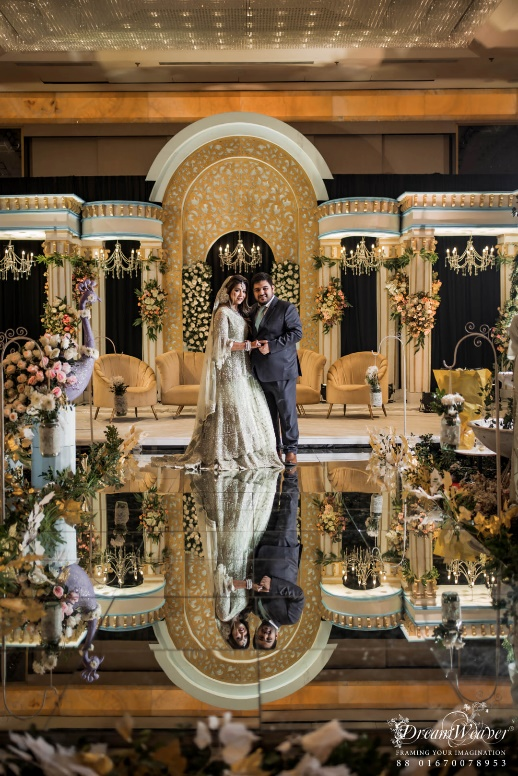 DreamWeaver
FRAMING YOUR IMAGINATION
88 01670078953